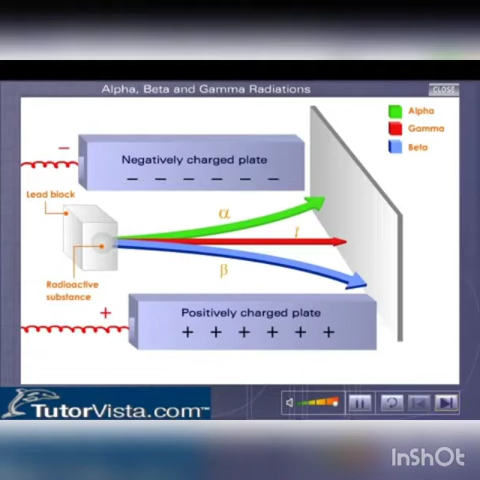 Alpha, Beta and Gamma Radiations
CLOSE
Alpha
Gamma
Beta
−
Negatively charged plate
− − − − − −
Lead block
α
β
Radioactive
substance
+
Positively charged plate
+ + + + + +
TutorVista.com™
InShOt